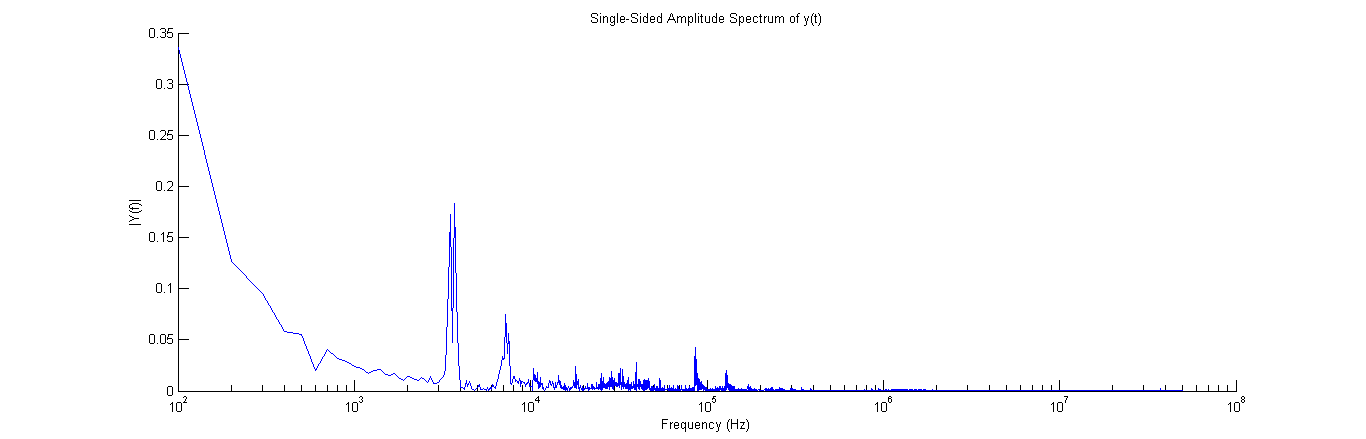 Single-Sided Amplitude Spectrum of y(t)
0.35
0.3
0.25
0.2
0.15
0.1
0.05
0
|Y(f)|
10^2 10^3 10^4 10^5 10^6 10^7 10^8
Frequency (Hz)